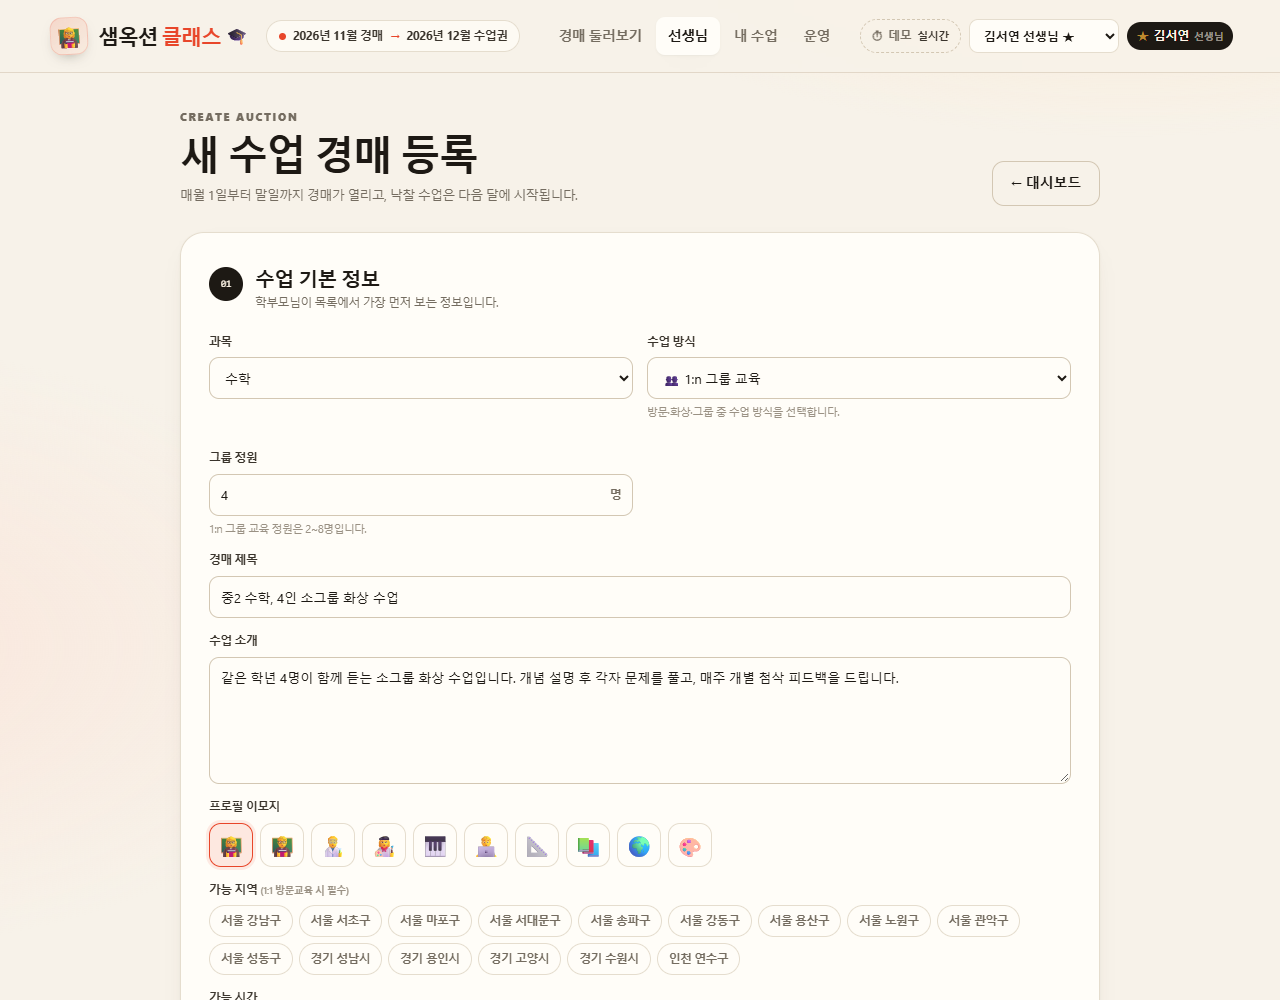 샘옥션 클래스
2026년 11월 경매 → 2026년 12월 수업권
경매 둘러보기
선생님
내 수업
운영
데모 실시간
김서연 선생님 ★
★ 김서연 선생님
CREATE AUCTION
새 수업 경매 등록
매월 1일부터 말일까지 경매가 열리고, 낙찰 수업은 다음 달에 시작됩니다.
← 대시보드
01
수업 기본 정보
학부모님이 목록에서 가장 먼저 보는 정보입니다.
과목
수학
수업 방식
1:n 그룹 교육
방문·화상·그룹 중 수업 방식을 선택합니다.
그룹 정원
4
명
1:n 그룹 교육 정원은 2~8명입니다.
경매 제목
중2 수학, 4인 소그룹 화상 수업
수업 소개
같은 학년 4명이 함께 듣는 소그룹 화상 수업입니다. 개념 설명 후 각자 문제를 풀고, 매주 개별 첨삭 피드백을 드립니다.
프로필 이모지
가능 지역 (1:1 방문교육 시 필수)
서울 강남구
서울 서초구
서울 마포구
서울 서대문구
서울 송파구
서울 강동구
서울 용산구
서울 노원구
서울 관악구
서울 성동구
경기 성남시
경기 용인시
경기 고양시
경기 수원시
인천 연수구
가능 시간